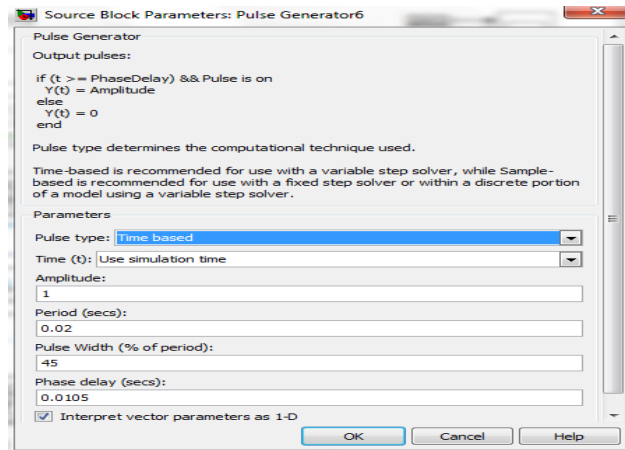 Source Block Parameters: Pulse Generator6
Pulse Generator
Output pulses:
if (t >= PhaseDelay) && Pulse is on
Y(t) = Amplitude
else
Y(t) = 0
end
Pulse type determines the computational technique used.
Time-based is recommended for use with a variable step solver, while Sample-
based is recommended for use with a fixed step solver or within a discrete portion
of a model using a variable step solver.
Parameters
Pulse type: Time based
Time (t): Use simulation time
Amplitude:
1
Period (secs):
0.02
Pulse Width (% of period):
45
Phase delay (secs):
0.0105
Interpret vector parameters as 1-D
OK Cancel Help